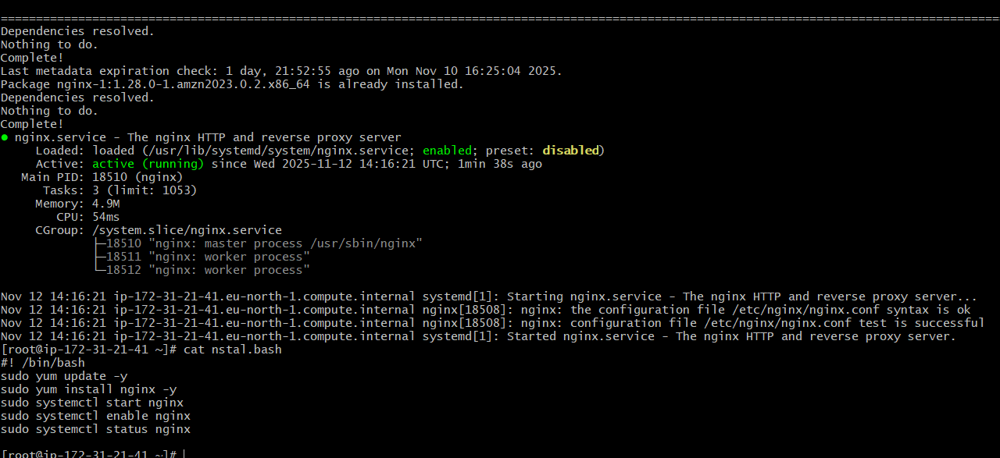 ================================================================================================================================================
Dependencies resolved.
Nothing to do.
Complete!
Last metadata expiration check: 1 day, 21:52:55 ago on Mon Nov 10 16:25:04 2025.
Package nginx-1:1.28.0-1.amzn2023.0.2.x86_64 is already installed.
Dependencies resolved.
Nothing to do.
Complete!
● nginx.service - The nginx HTTP and reverse proxy server
     Loaded: loaded (/usr/lib/systemd/system/nginx.service; enabled; preset: disabled)
     Active: active (running) since Wed 2025-11-12 14:16:21 UTC; 1min 38s ago
   Main PID: 18510 (nginx)
      Tasks: 3 (limit: 1053)
     Memory: 4.9M
        CPU: 54ms
     CGroup: /system.slice/nginx.service
             ├─18510 "nginx: master process /usr/sbin/nginx"
             ├─18511 "nginx: worker process"
             └─18512 "nginx: worker process"
Nov 12 14:16:21 ip-172-31-21-41.eu-north-1.compute.internal systemd[1]: Starting nginx.service - The nginx HTTP and reverse proxy server...
Nov 12 14:16:21 ip-172-31-21-41.eu-north-1.compute.internal nginx[18508]: nginx: the configuration file /etc/nginx/nginx.conf syntax is ok
Nov 12 14:16:21 ip-172-31-21-41.eu-north-1.compute.internal nginx[18508]: nginx: configuration file /etc/nginx/nginx.conf test is successful
Nov 12 14:16:21 ip-172-31-21-41.eu-north-1.compute.internal systemd[1]: Started nginx.service - The nginx HTTP and reverse proxy server.
[root@ip-172-31-21-41 ~]# cat nstal.bash
#! /bin/bash
sudo yum update -y
sudo yum install nginx -y
sudo systemctl start nginx
sudo systemctl enable nginx
sudo systemctl status nginx
[root@ip-172-31-21-41 ~]#